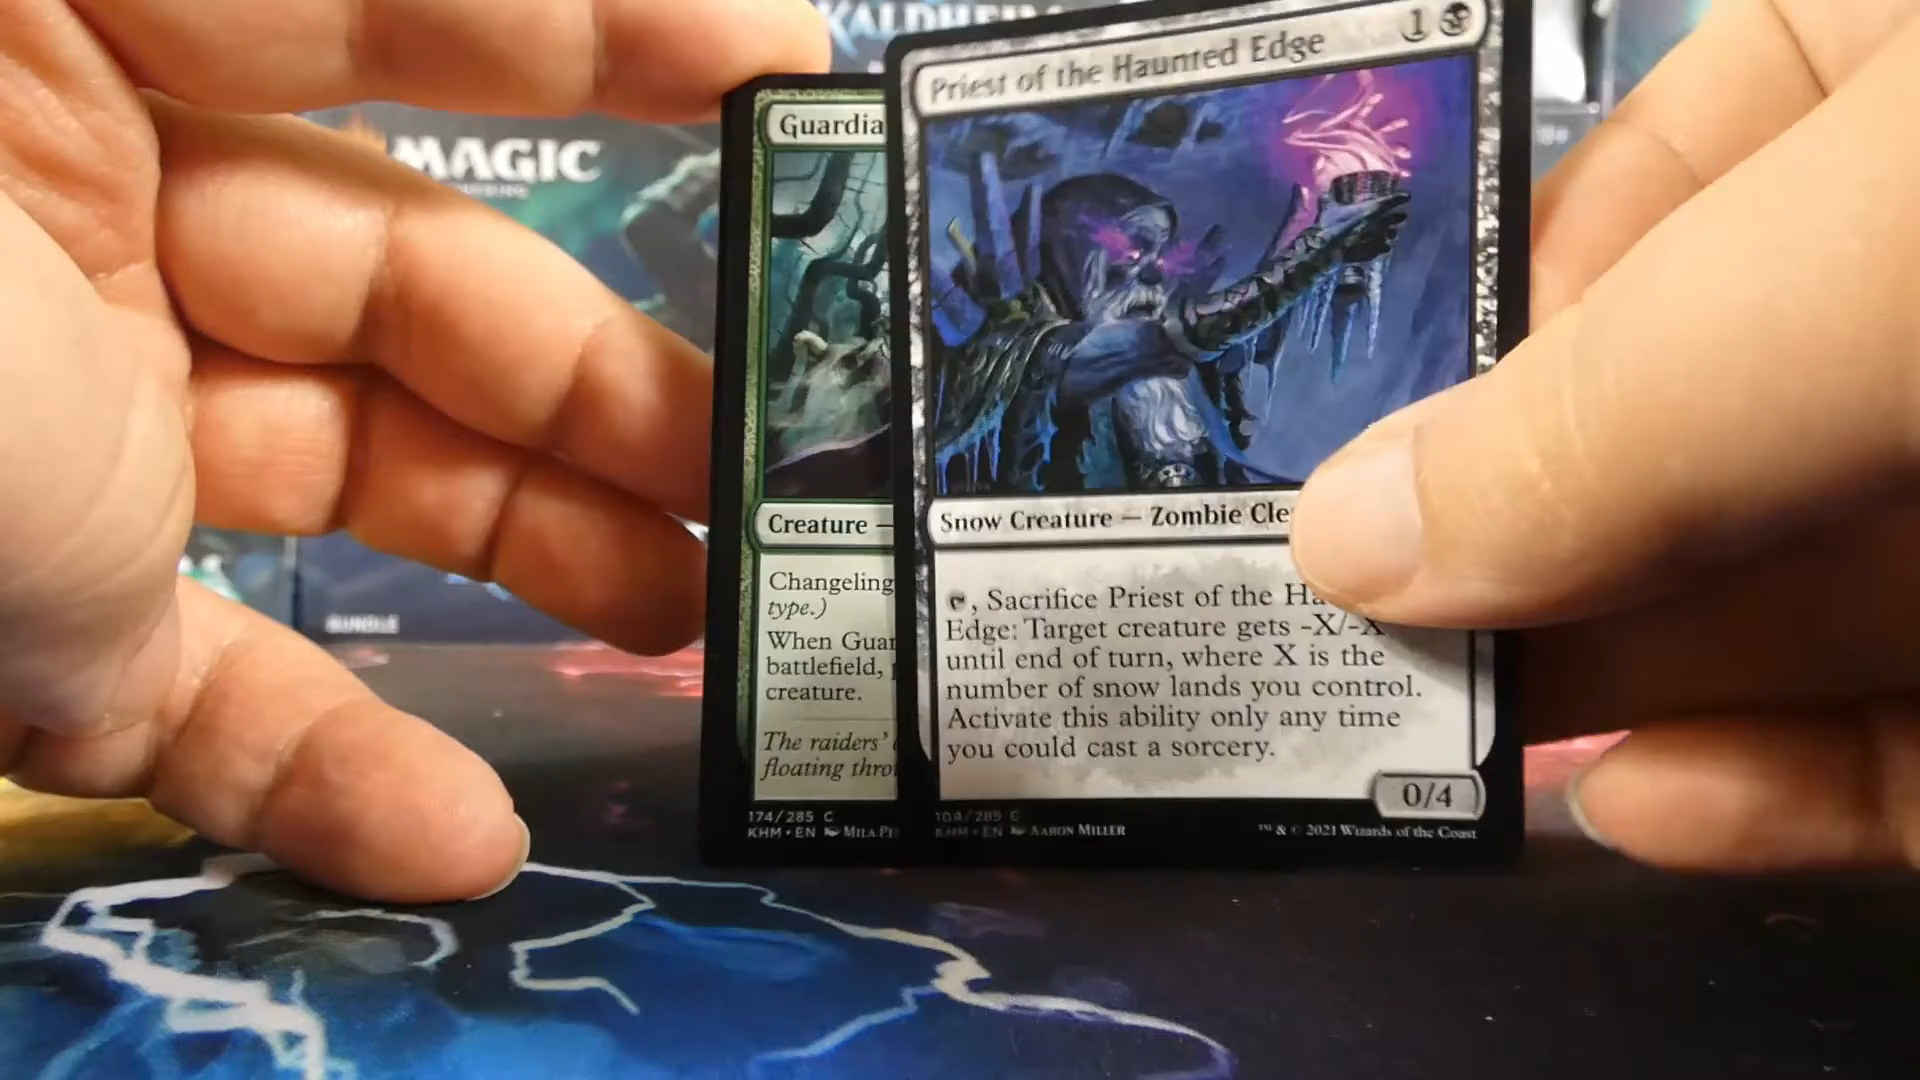 KALDHEIM
MAGIC
BUNDLE
Guardia
Creature —
Changeling
type.)
When Guar
battlefield,
creature.
The raiders'
floating thro
174/285 C
KHM • EN MILA PE
Priest of the Haunted Edge
1
Snow Creature — Zombie Cle
, Sacrifice Priest of the Ha
Edge: Target creature gets -X/-X
until end of turn, where X is the
number of snow lands you control.
Activate this ability only any time
you could cast a sorcery.
0/4
104/285 C
KHM • EN AARON MILLER
™ & © 2021 Wizards of the Coast